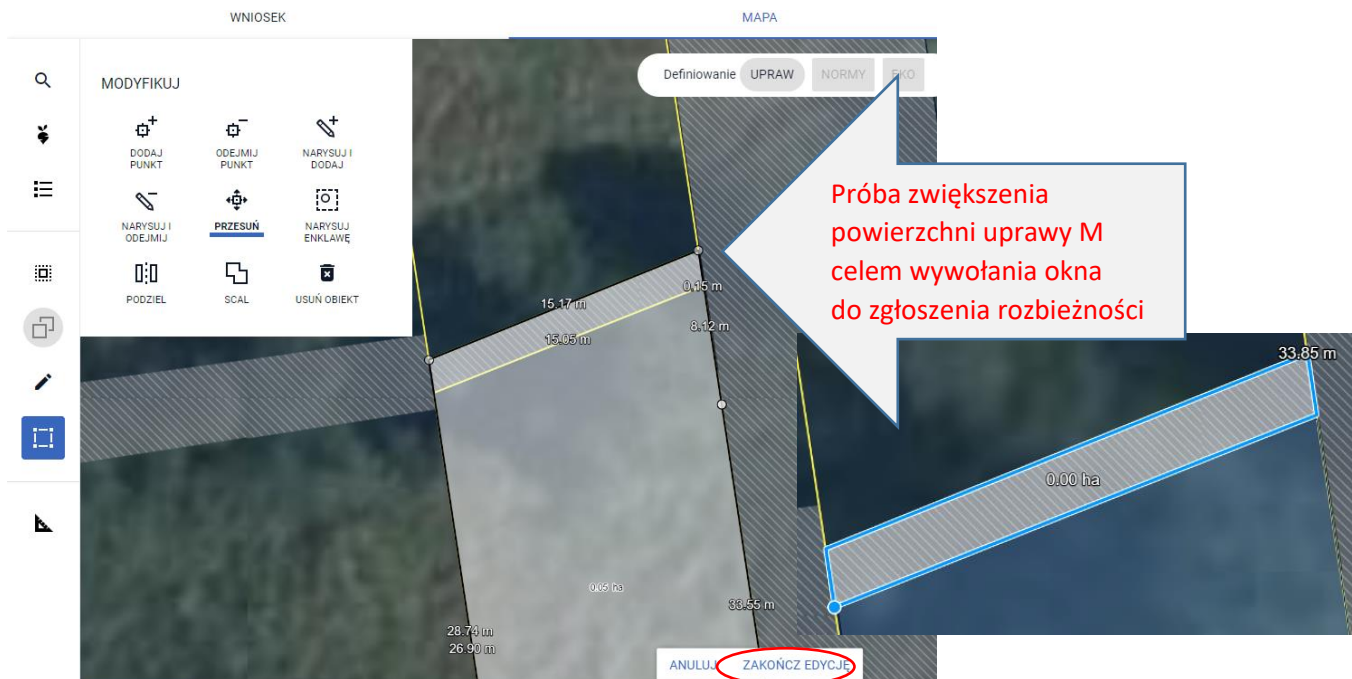 WNIOSEK
MAPA
MODYFIKUJ
DODAJ
PUNKT
ODEJMIJ
PUNKT
NARYSUJ I
DODAJ
NARYSUJ I
ODEJMIJ
PRZESUŃ
NARYSUJ
ENKLAWĘ
PODZIEL
SCAL
USUŃ OBIEKT
Definiowanie UPRAW NORMY EKO
Próba zwiększenia
powierzchni uprawy M
celem wywołania okna
do zgłoszenia rozbieżności
0.15 m
15.17 m
8.12 m
15.05 m
33.85 m
0.00 ha
0.05 ha
33.55 m
28.74 m
26.90 m
ANULUJ ZAKOŃCZ EDYCJĘ